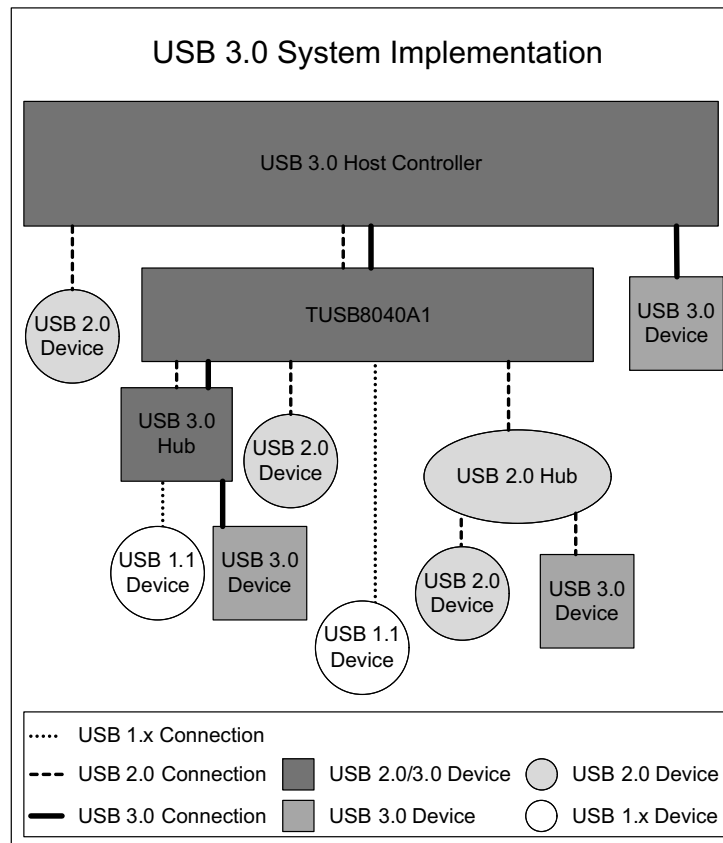 USB 3.0 System Implementation
USB 3.0 Host Controller
USB 2.0
Device
TUSB8040A1
USB 3.0
Device
USB 3.0
Hub
USB 2.0
Device
USB 2.0 Hub
USB 1.1
Device
USB 3.0
Device
USB 1.1
Device
USB 2.0
Device
USB 3.0
Device
USB 1.x Connection
USB 2.0 Connection
USB 2.0/3.0 Device
USB 2.0 Device
USB 3.0 Connection
USB 3.0 Device
USB 1.x Device